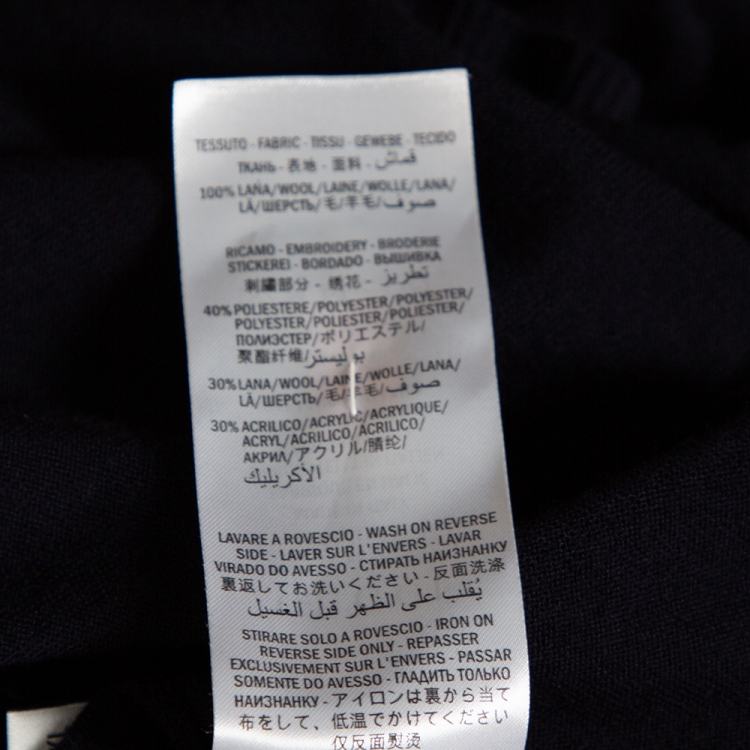 TESSUTO - FABRIC - TISSU - GEWEBE - TECIDO
ТКАНЬ - 表地 - 面料 - قماش
100% LANA/WOOL/LAINE/WOLLE/LANA/
LÃ/ШЕРСТЬ/毛/羊毛/صوف
RICAMO - EMBROIDERY - BRODERIE
STICKEREI - BORDADO - ВЫШИВКА
刺繍部分 - 绣花 - تطريز
40% POLIESTERE/POLYESTER/POLYESTER/
POLYESTER/POLIESTER/POLIESTER/
ПОЛИЭСТЕР/ポリエステル/
聚酯纤维/بوليستر
30% LANA/WOOL/LAINE/WOLLE/LANA/
LÃ/ШЕРСТЬ/毛/羊毛/صوف
30% ACRILICO/ACRYLIC/ACRYLIQUE/
ACRYL/ACRILICO/ACRILICO/
АКРИЛ/アクリル/腈纶/
الأكريليك
LAVARE A ROVESCIO - WASH ON REVERSE
SIDE - LAVER SUR L'ENVERS - LAVAR
VIRADO DO AVESSO - СТИРАТЬ НАИЗНАНКУ
裏返してお洗いください - 反面洗涤
يُقلب على الظهر قبل الغسيل
STIRARE SOLO A ROVESCIO - IRON ON
REVERSE SIDE ONLY - REPASSER
EXCLUSIVEMENT SUR L'ENVERS - PASSAR
SOMENTE DO AVESSO - ГЛАДИТЬ ТОЛЬКО
НАИЗНАНКУ - アイロンは裏から当て
布をして、低温でかけてください
仅反面熨烫